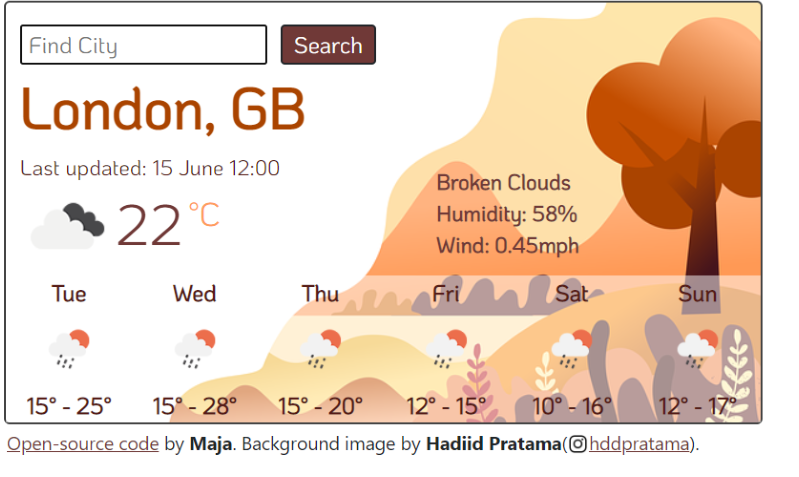 Find City Search
London, GB
Last updated: 15 June 12:00
22 °C
Broken Clouds
Humidity: 58%
Wind: 0.45mph
Tue Wed Thu Fri Sat Sun
15° - 25° 15° - 28° 15° - 20° 12° - 15° 10° - 16° 12° - 17°
Open-source code by Maja. Background image by Hadiid Pratama(hddpratama).